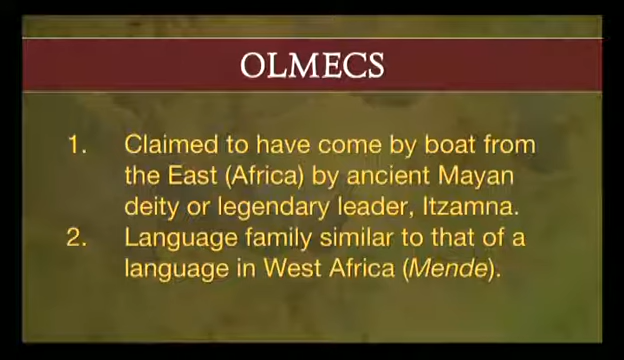 OLMECS
1. Claimed to have come by boat from
the East (Africa) by ancient Mayan
deity or legendary leader, Itzamna.
2. Language family similar to that of a
language in West Africa (Mende).